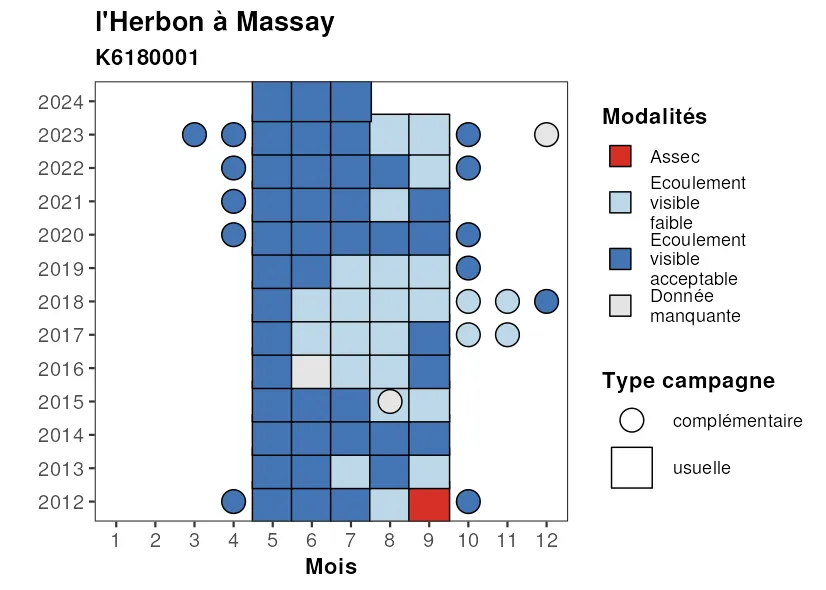 l'Herbon à Massay
K6180001
2024
2023
2022
2021
2020
2019
2018
2017
2016
2015
2014
2013
2012
1 2 3 4 5 6 7 8 9 10 11 12
Mois
Modalités
Assec
Ecoulement
visible
faible
Ecoulement
visible
acceptable
Donnée
manquante
Type campagne
complémentaire
usuelle